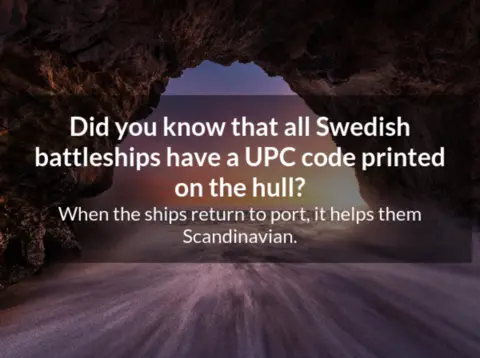 Did you know that all Swedish
battleships have a UPC code printed
on the hull?
When the ships return to port, it helps them
Scandinavian.